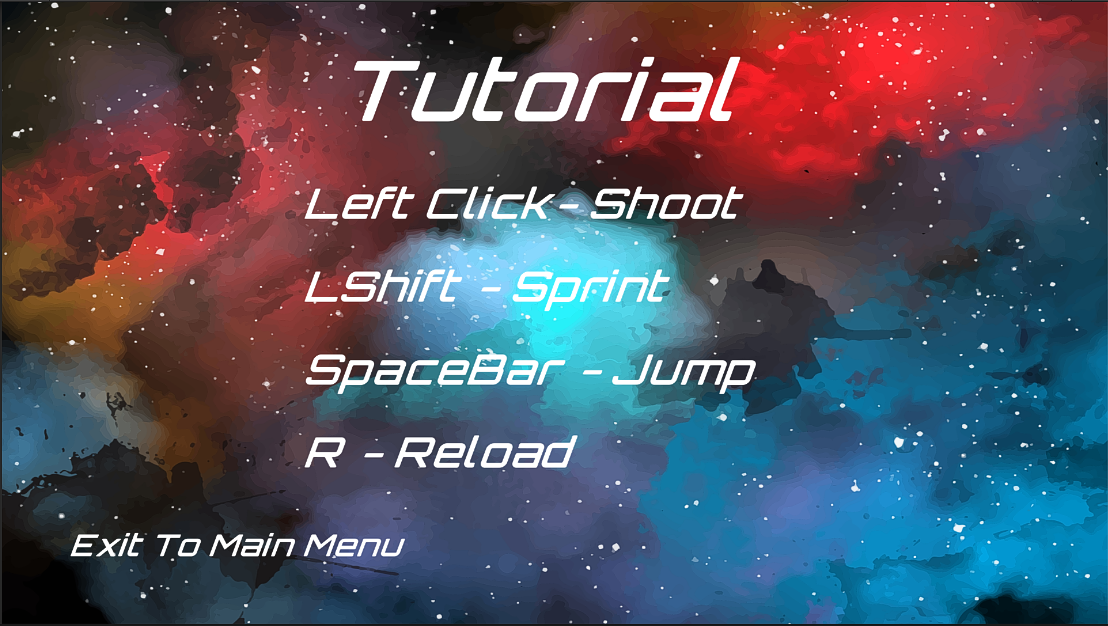 Tutorial
Left Click- Shoot
LShift - Sprint
SpaceBar - Jump
R - Reload
Exit To Main Menu